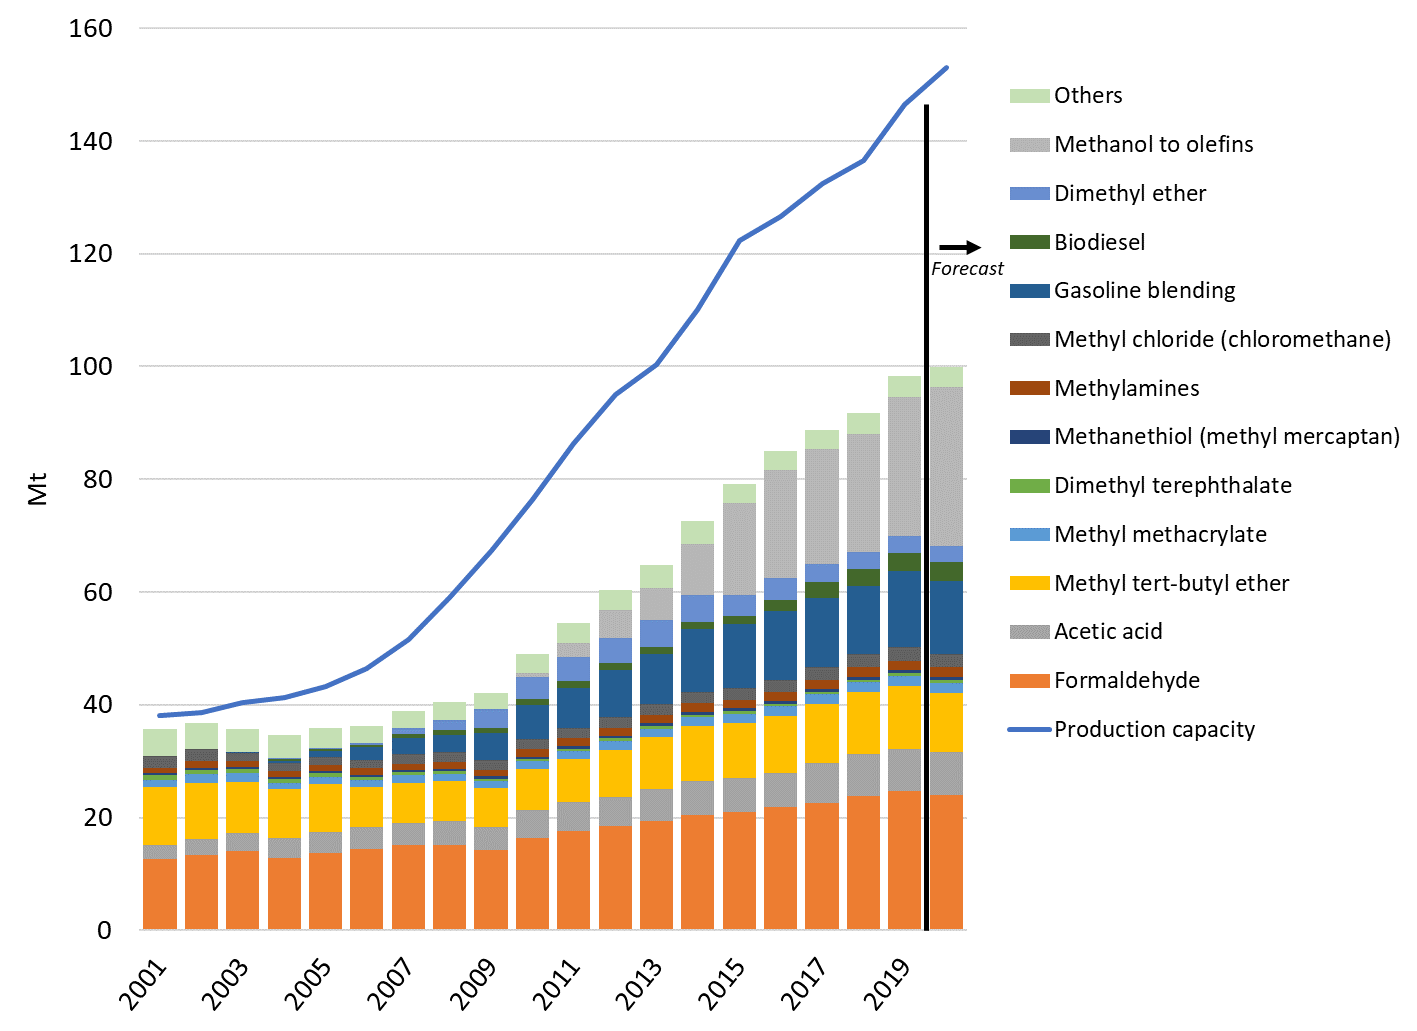 160
140
120
100
80
60
40
20
0
Mt
2001
2003
2005
2007
2009
2011
2013
2015
2017
2019
Forecast
Others
Methanol to olefins
Dimethyl ether
Biodiesel
Gasoline blending
Methyl chloride (chloromethane)
Methylamines
Methanethiol (methyl mercaptan)
Dimethyl terephthalate
Methyl methacrylate
Methyl tert-butyl ether
Acetic acid
Formaldehyde
Production capacity